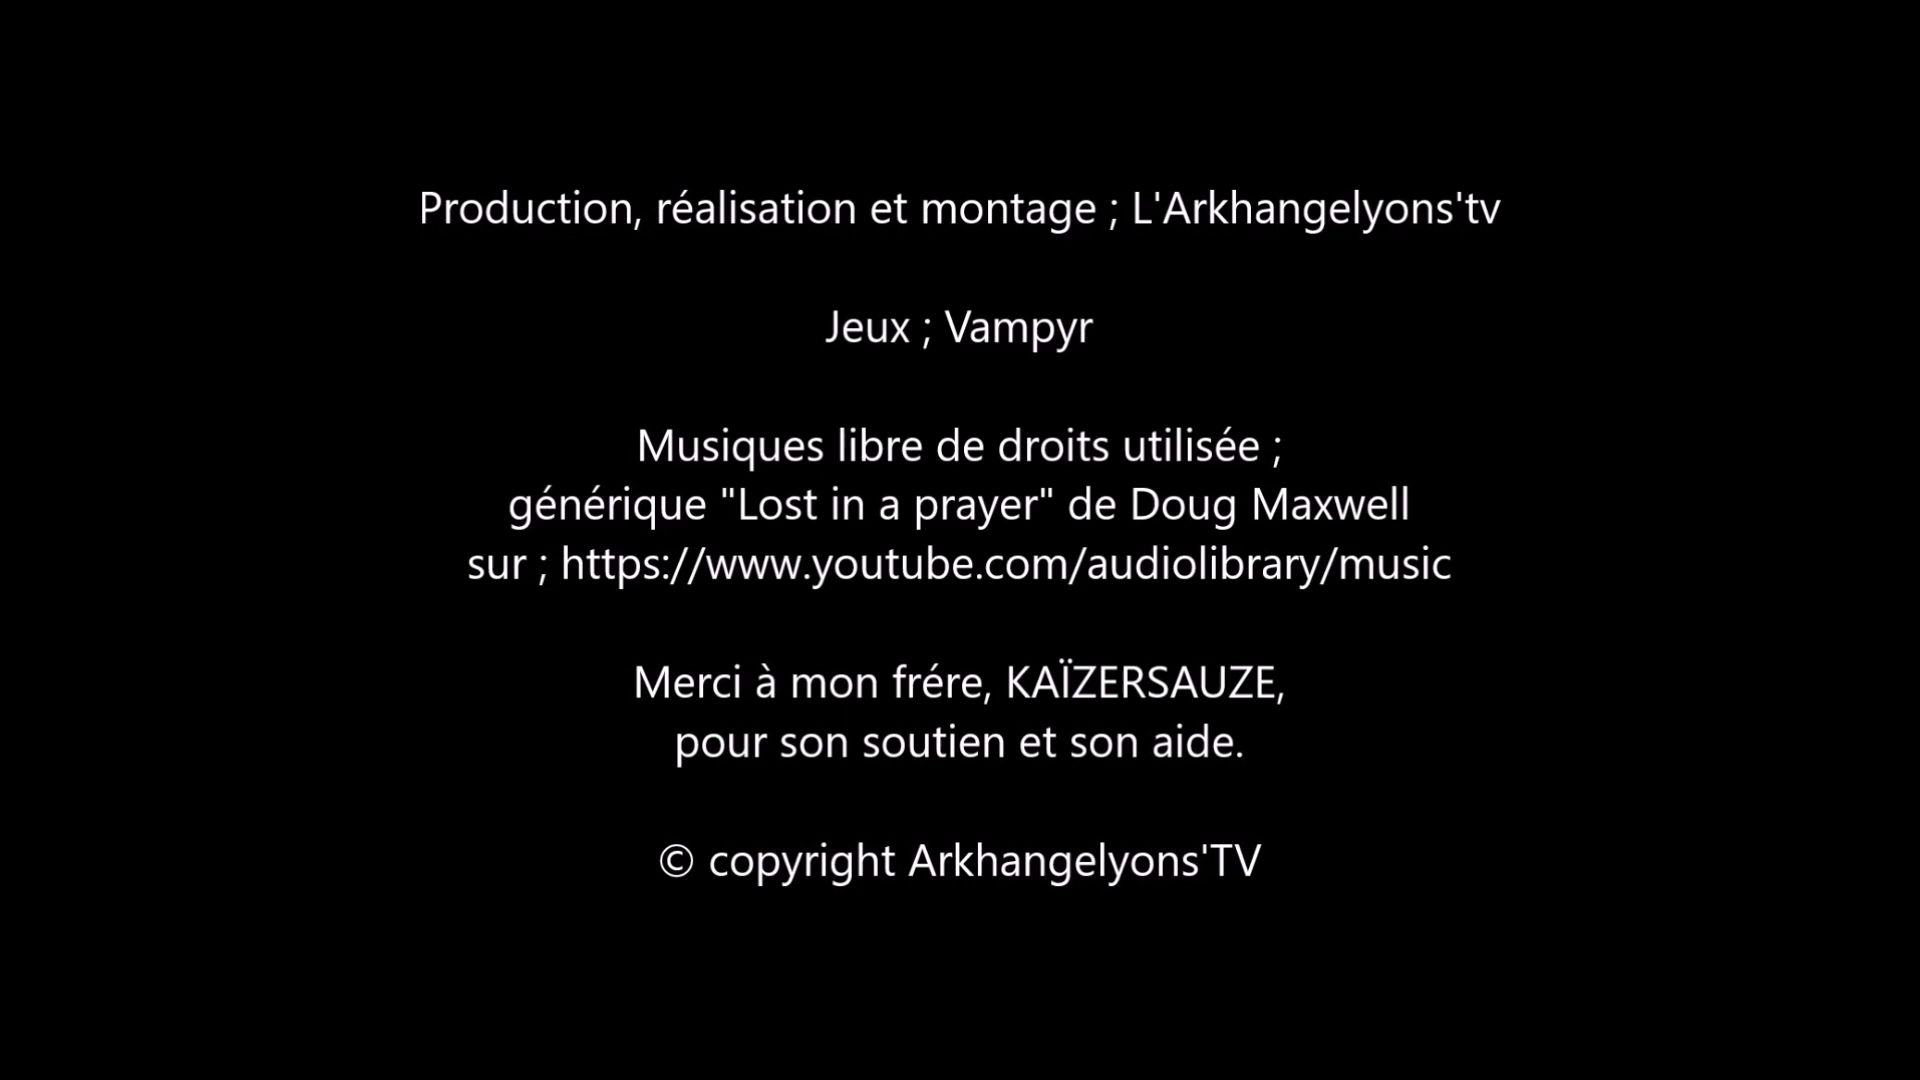 Production, réalisation et montage ; L'Arkhangelyons'tv
Jeux ; Vampyr
Musiques libre de droits utilisée ;
générique "Lost in a prayer" de Doug Maxwell
sur ; https://www.youtube.com/audiolibrary/music
Merci à mon frére, KAÏZERSAUZE,
pour son soutien et son aide.
© copyright Arkhangelyons'TV